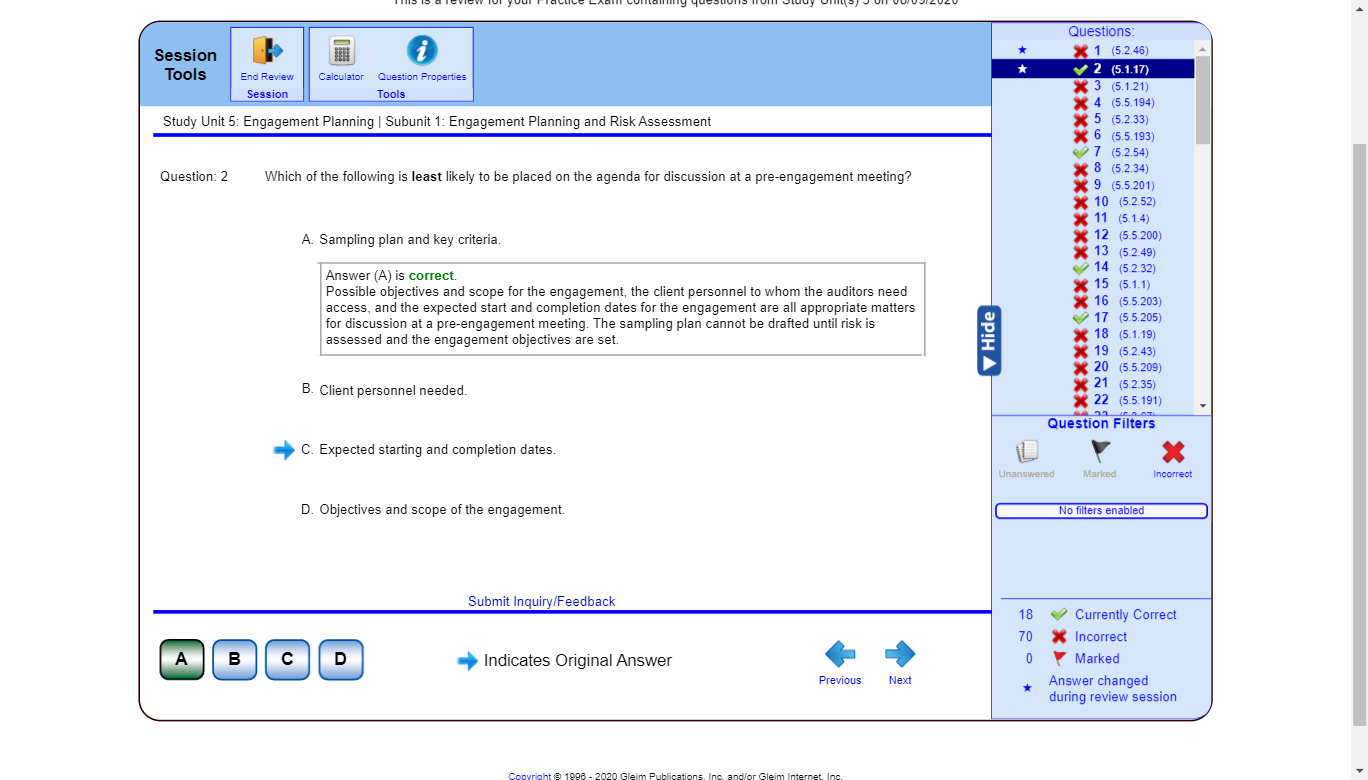 This is a review for your Practice Exam containing questions from Study Unit(s) 5 on 08/09/2020
Session
Tools
End Review
Session
Calculator
Question Properties
Tools
Study Unit 5: Engagement Planning | Subunit 1: Engagement Planning and Risk Assessment
Question: 2
Which of the following is least likely to be placed on the agenda for discussion at a pre-engagement meeting?
A. Sampling plan and key criteria.
Answer (A) is correct.
Possible objectives and scope for the engagement, the client personnel to whom the auditors need
access, and the expected start and completion dates for the engagement are all appropriate matters
for discussion at a pre-engagement meeting. The sampling plan cannot be drafted until risk is
assessed and the engagement objectives are set.
B. Client personnel needed.
C. Expected starting and completion dates.
D. Objectives and scope of the engagement.
Submit Inquiry/Feedback
A
B
C
D
Indicates Original Answer
Previous
Next
Hide
Questions:
1 (5.2.46)
2 (5.1.17)
3 (5.1.21)
4 (5.5.194)
5 (5.2.33)
6 (5.5.193)
7 (5.2.54)
8 (5.2.34)
9 (5.5.201)
10 (5.2.52)
11 (5.1.4)
12 (5.5.200)
13 (5.2.49)
14 (5.2.32)
15 (5.1.1)
16 (5.5.203)
17 (5.5.205)
18 (5.1.19)
19 (5.2.43)
20 (5.5.209)
21 (5.2.35)
22 (5.5.191)
Question Filters
Unanswered
Marked
Incorrect
No filters enabled
18 Currently Correct
70 Incorrect
0 Marked
Answer changed
during review session
Copyright © 1996 - 2020 Gleim Publications, Inc. and/or Gleim Internet, Inc.